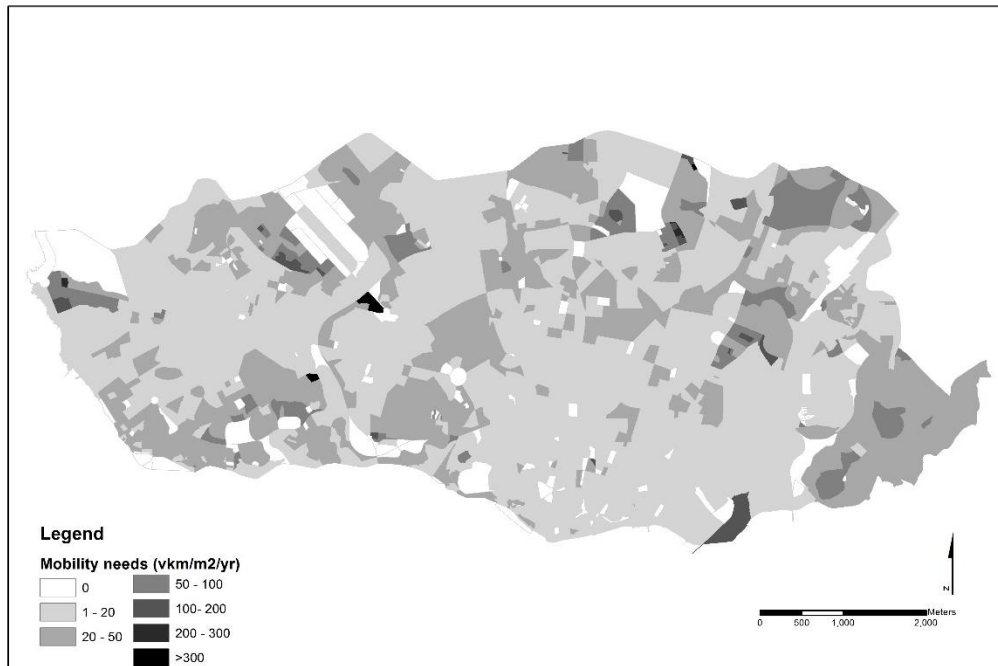 Legend
Mobility needs (vkm/m2/yr)
0
1 - 20
20 - 50
50 - 100
100- 200
200 - 300
>300
N
Meters
0 500 1,000 2,000